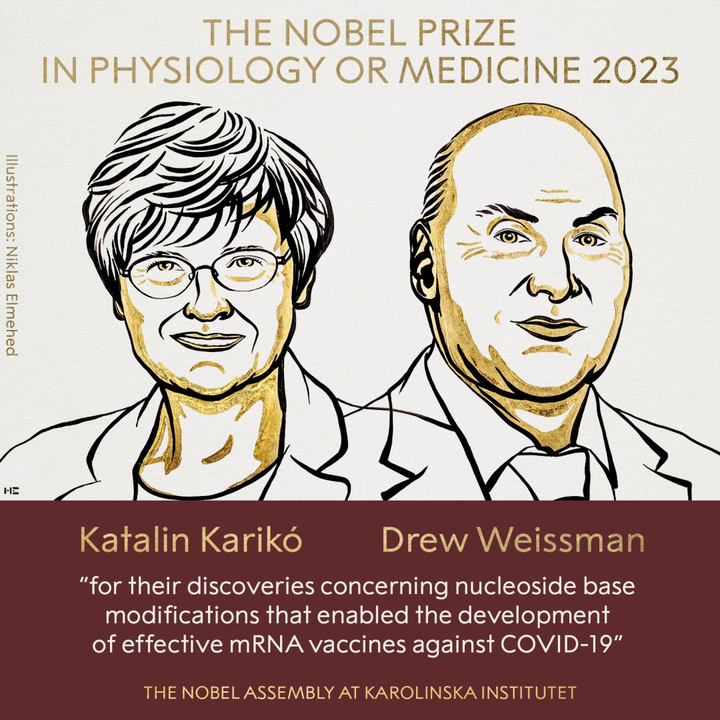 THE NOBEL PRIZE
IN PHYSIOLOGY OR MEDICINE 2023
Illustrations: Niklas Elmehed
Katalin Karikó
Drew Weissman
“for their discoveries concerning nucleoside base
modifications that enabled the development
of effective mRNA vaccines against COVID-19”
THE NOBEL ASSEMBLY AT KAROLINSKA INSTITUTET